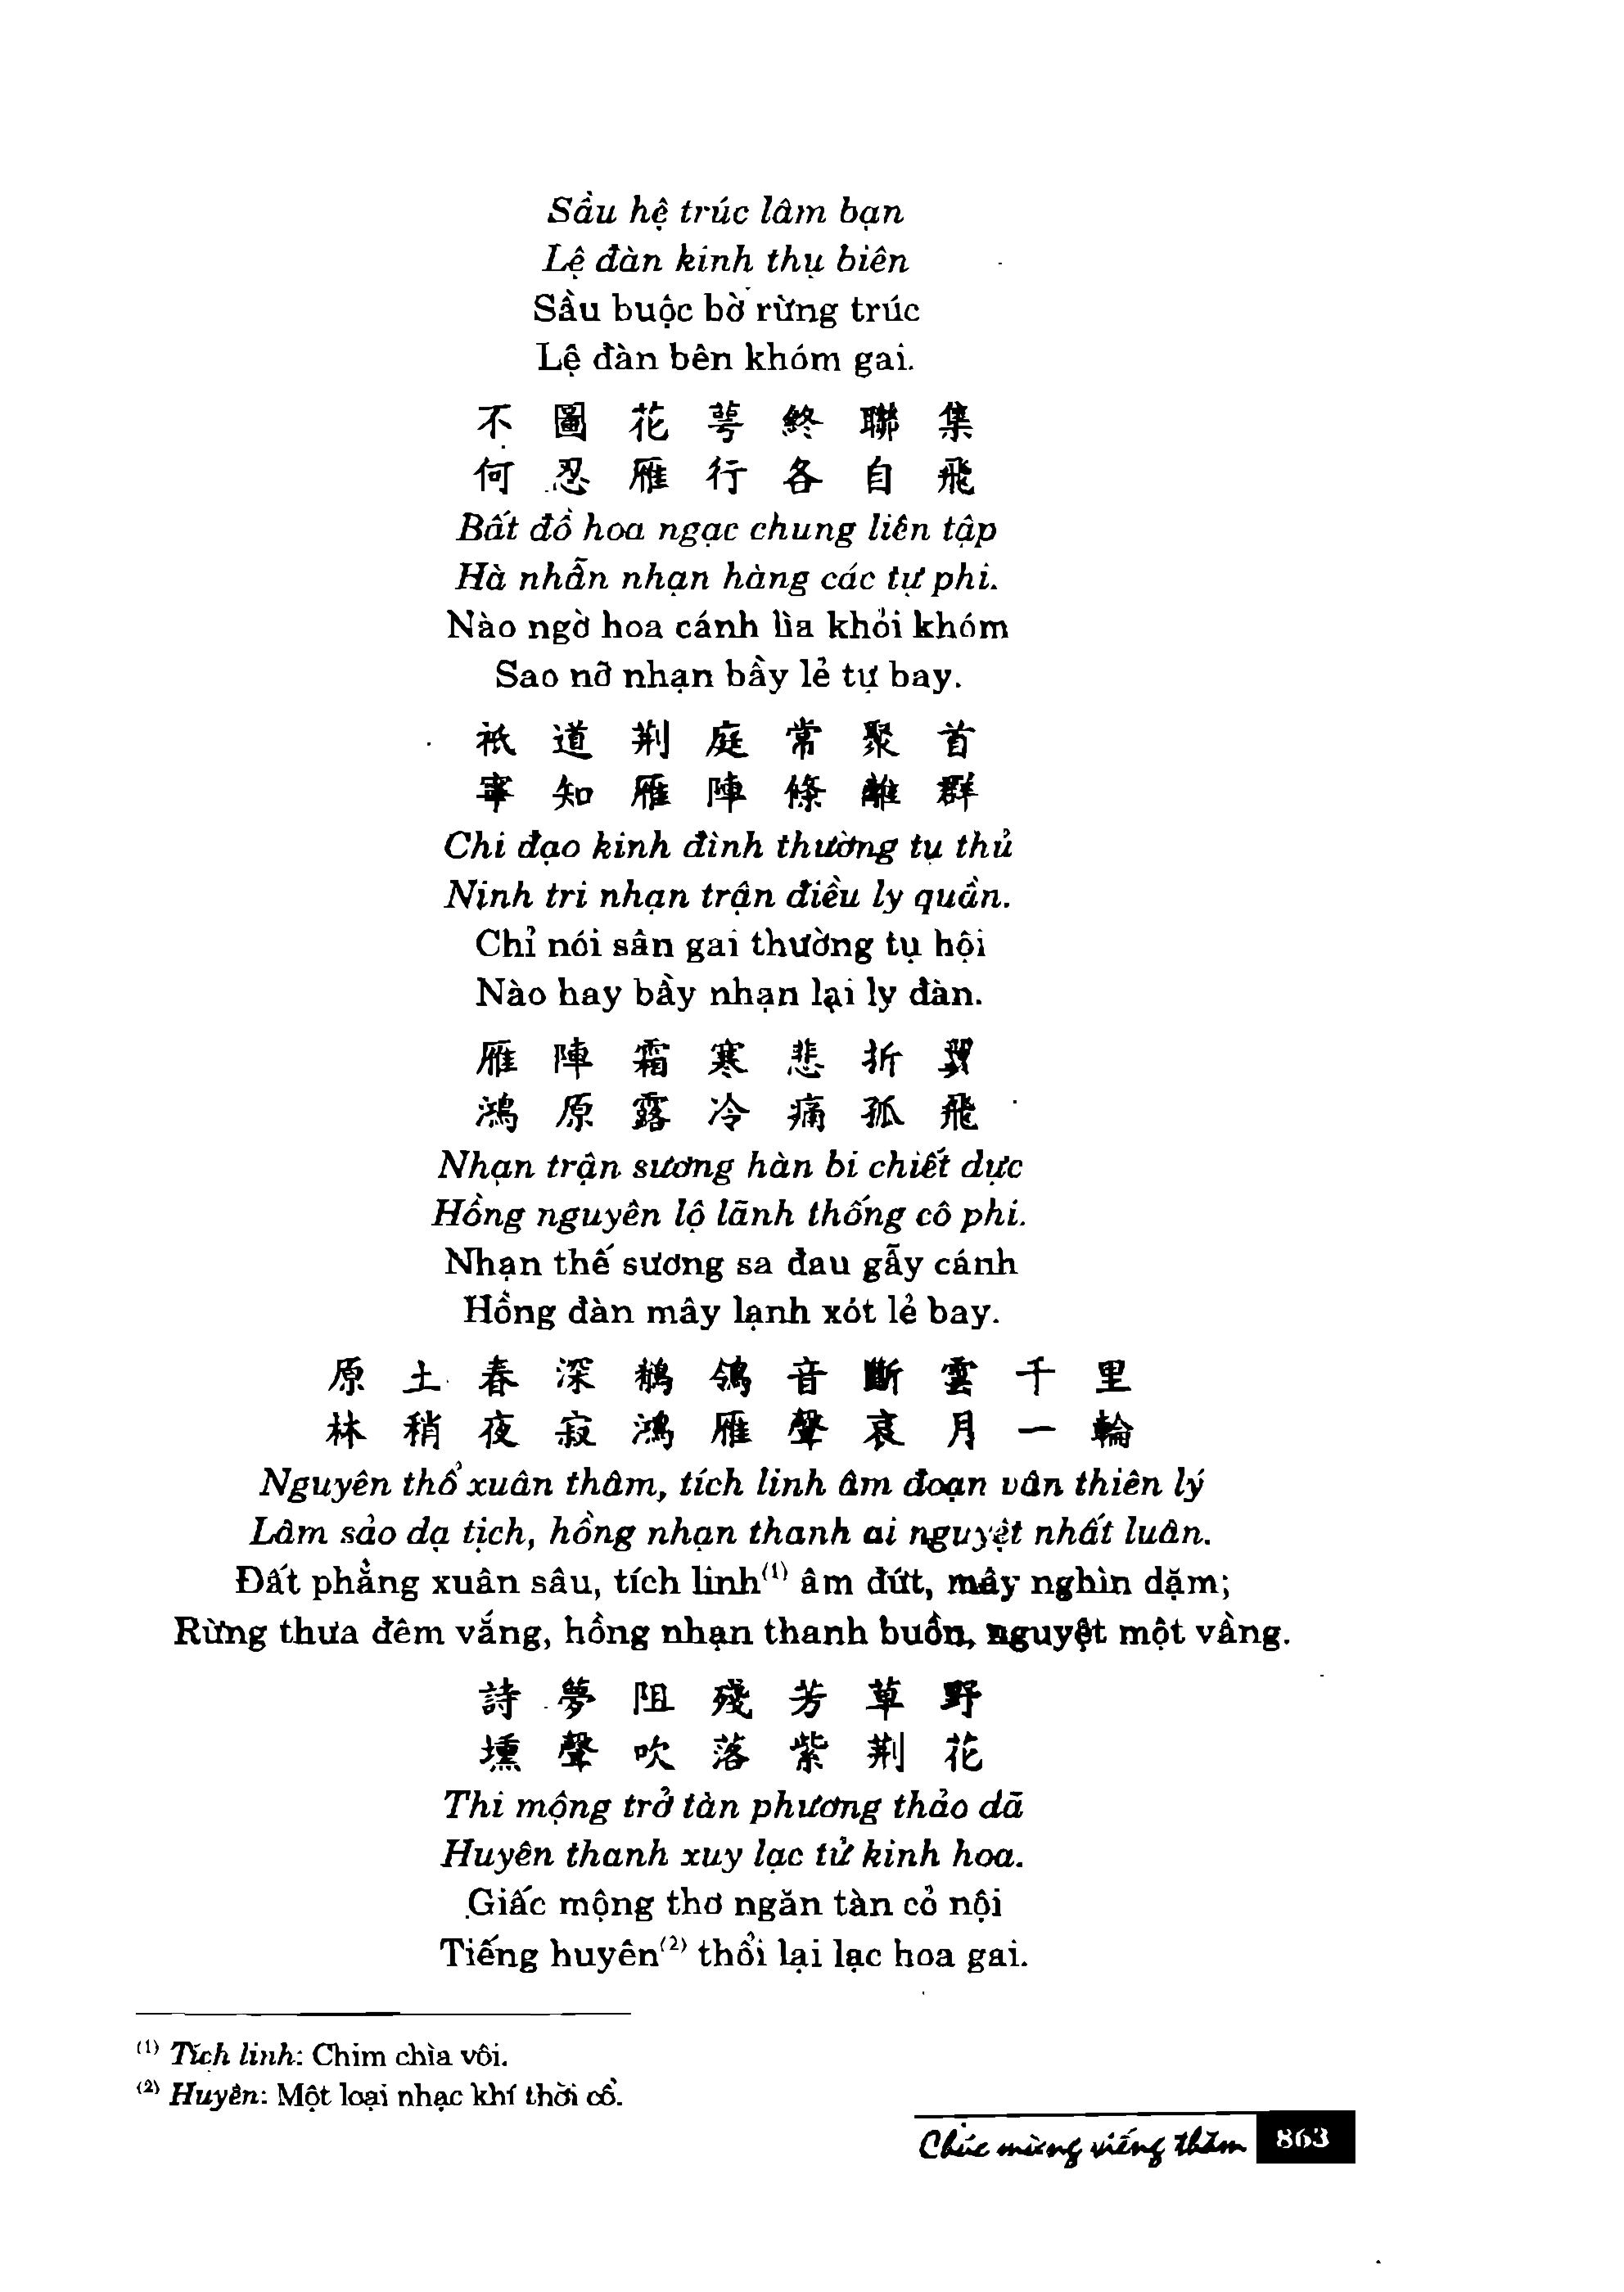 Sầu hệ trúc lâm bạn
Lệ đàn kinh thụ biên
Sầu buộc bờ rừng trúc
Lệ đàn bên khóm gai.
不 圖 花 萼 終 聯 集
何 忍 雁 行 各 自 飛
Bất đồ hoa ngạc chung liên tập
Hà nhẫn nhạn hàng các tự phi.
Nào ngờ hoa cánh lìa khỏi khóm
Sao nỡ nhạn bầy lẻ tự bay.
祇 道 荆 庭 常 聚 首
寧 知 雁 陣 條 離 群
Chi đạo kinh đình thường tụ thủ
Ninh tri nhạn trận điều ly quần.
Chỉ nói sân gai thường tụ hội
Nào hay bầy nhạn lại ly đàn.
雁 陣 霜 寒 悲 折 翼
鴻 原 露 冷 痛 孤 飛
Nhạn trận sương hàn bi chiết dực
Hồng nguyên lộ lãnh thống cô phi.
Nhạn thế sương sa đau gẫy cánh
Hồng đàn mây lạnh xót lẻ bay.
原 土 春 深 鶺 鴒 音 斷 雲 千 里
林 稍 夜 寂 鴻 雁 聲 哀 月 一 輪
Nguyên thổ xuân thâm, tích linh âm đoạn vân thiên lý
Lâm sảo dạ tịch, hồng nhạn thanh ai nguyệt nhất luân.
Đất phẳng xuân sâu, tích linh⁽¹⁾ âm đứt, mây nghìn dặm;
Rừng thưa đêm vắng, hồng nhạn thanh buồn, nguyệt một vầng.
詩 夢 阻 殘 芳 草 野
壎 聲 吹 落 紫 荆 花
Thi mộng trở tàn phương thảo dã
Huyên thanh xuy lạc tử kinh hoa.
Giấc mộng thơ ngăn tàn cỏ nội
Tiếng huyên⁽²⁾ thổi lại lạc hoa gai.
⁽¹⁾ Tích linh: Chim chìa vôi.
⁽²⁾ Huyên: Một loại nhạc khí thời cổ.
Chúc mừng viếng thăm 863